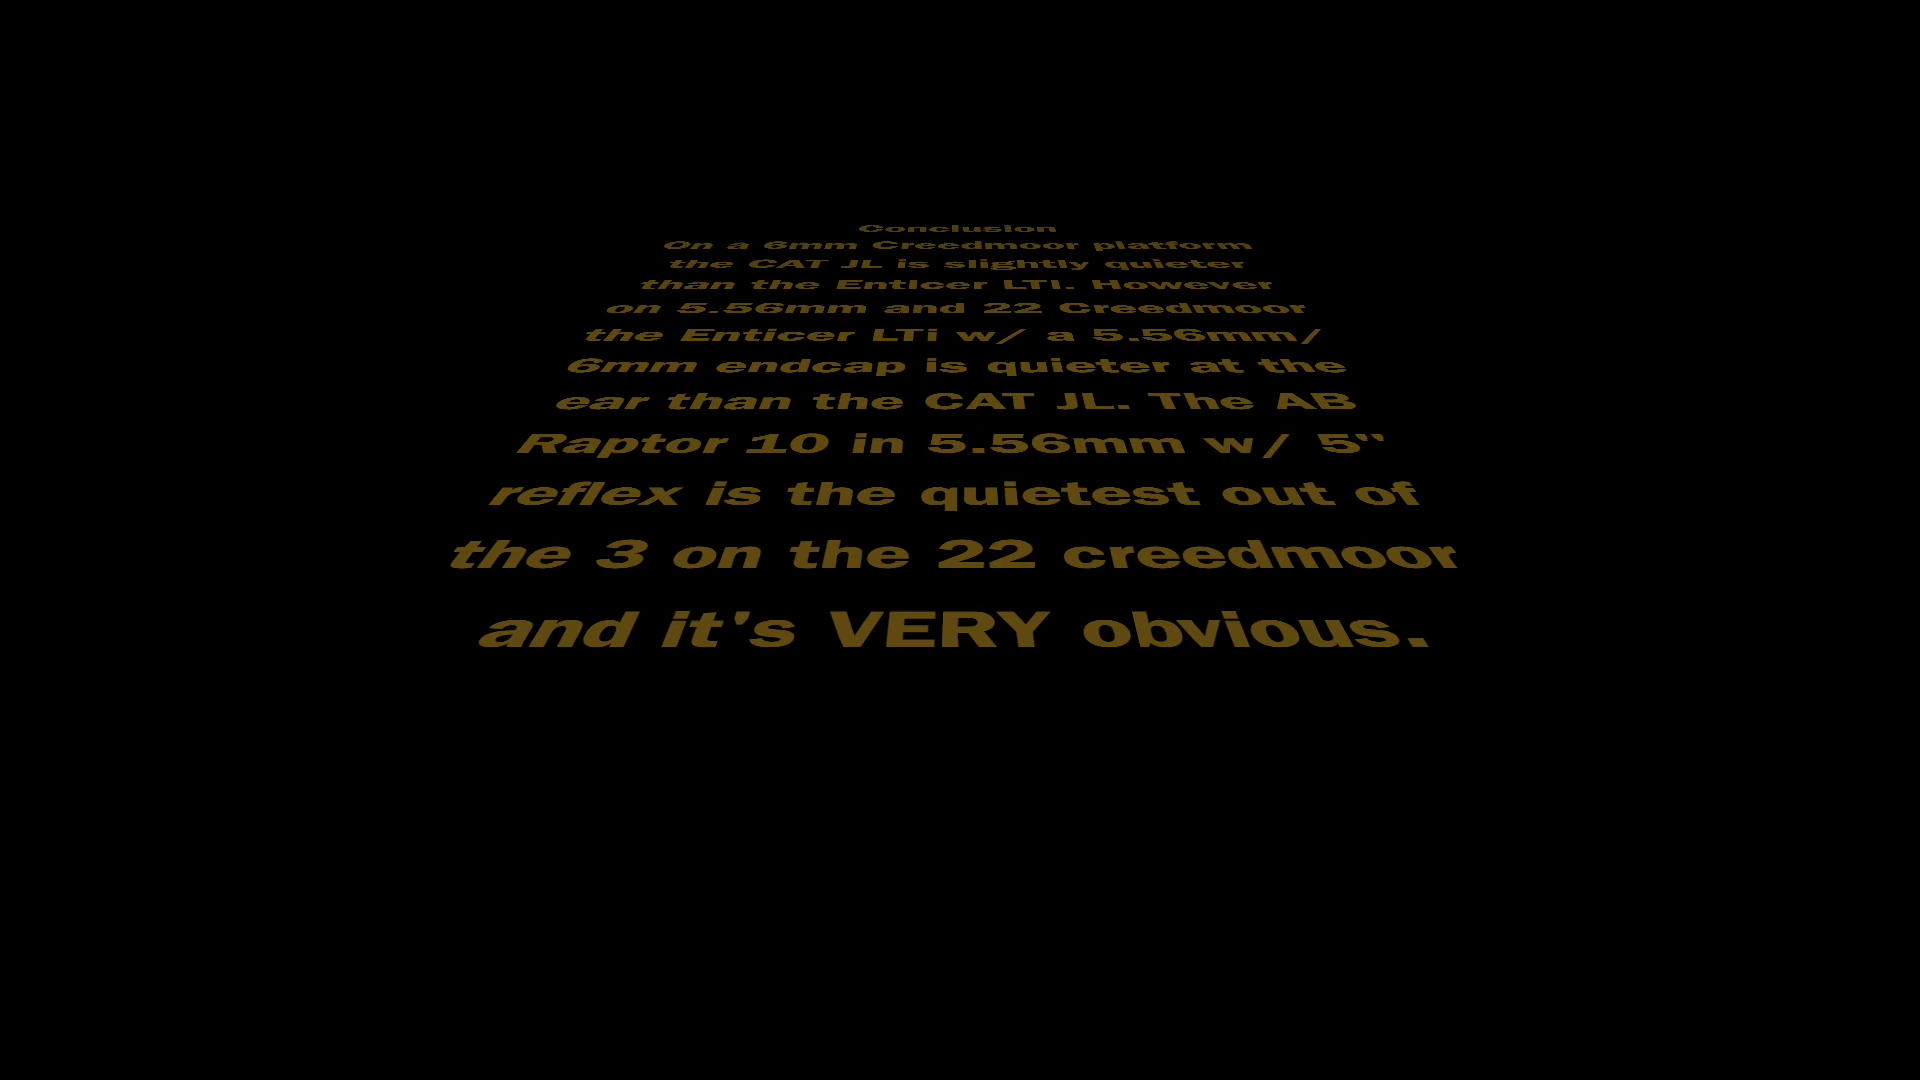 Conclusion
On a 6mm Creedmoor platform
the CAT JL is slightly quieter
than the Enticer LTI. However
on 5.56mm and 22 Creedmoor
the Enticer LTi w/ a 5.56mm/
6mm endcap is quieter at the
ear than the CAT JL. The AB
Raptor 10 in 5.56mm w/ 5"
reflex is the quietest out of
the 3 on the 22 creedmoor
and it's VERY obvious.